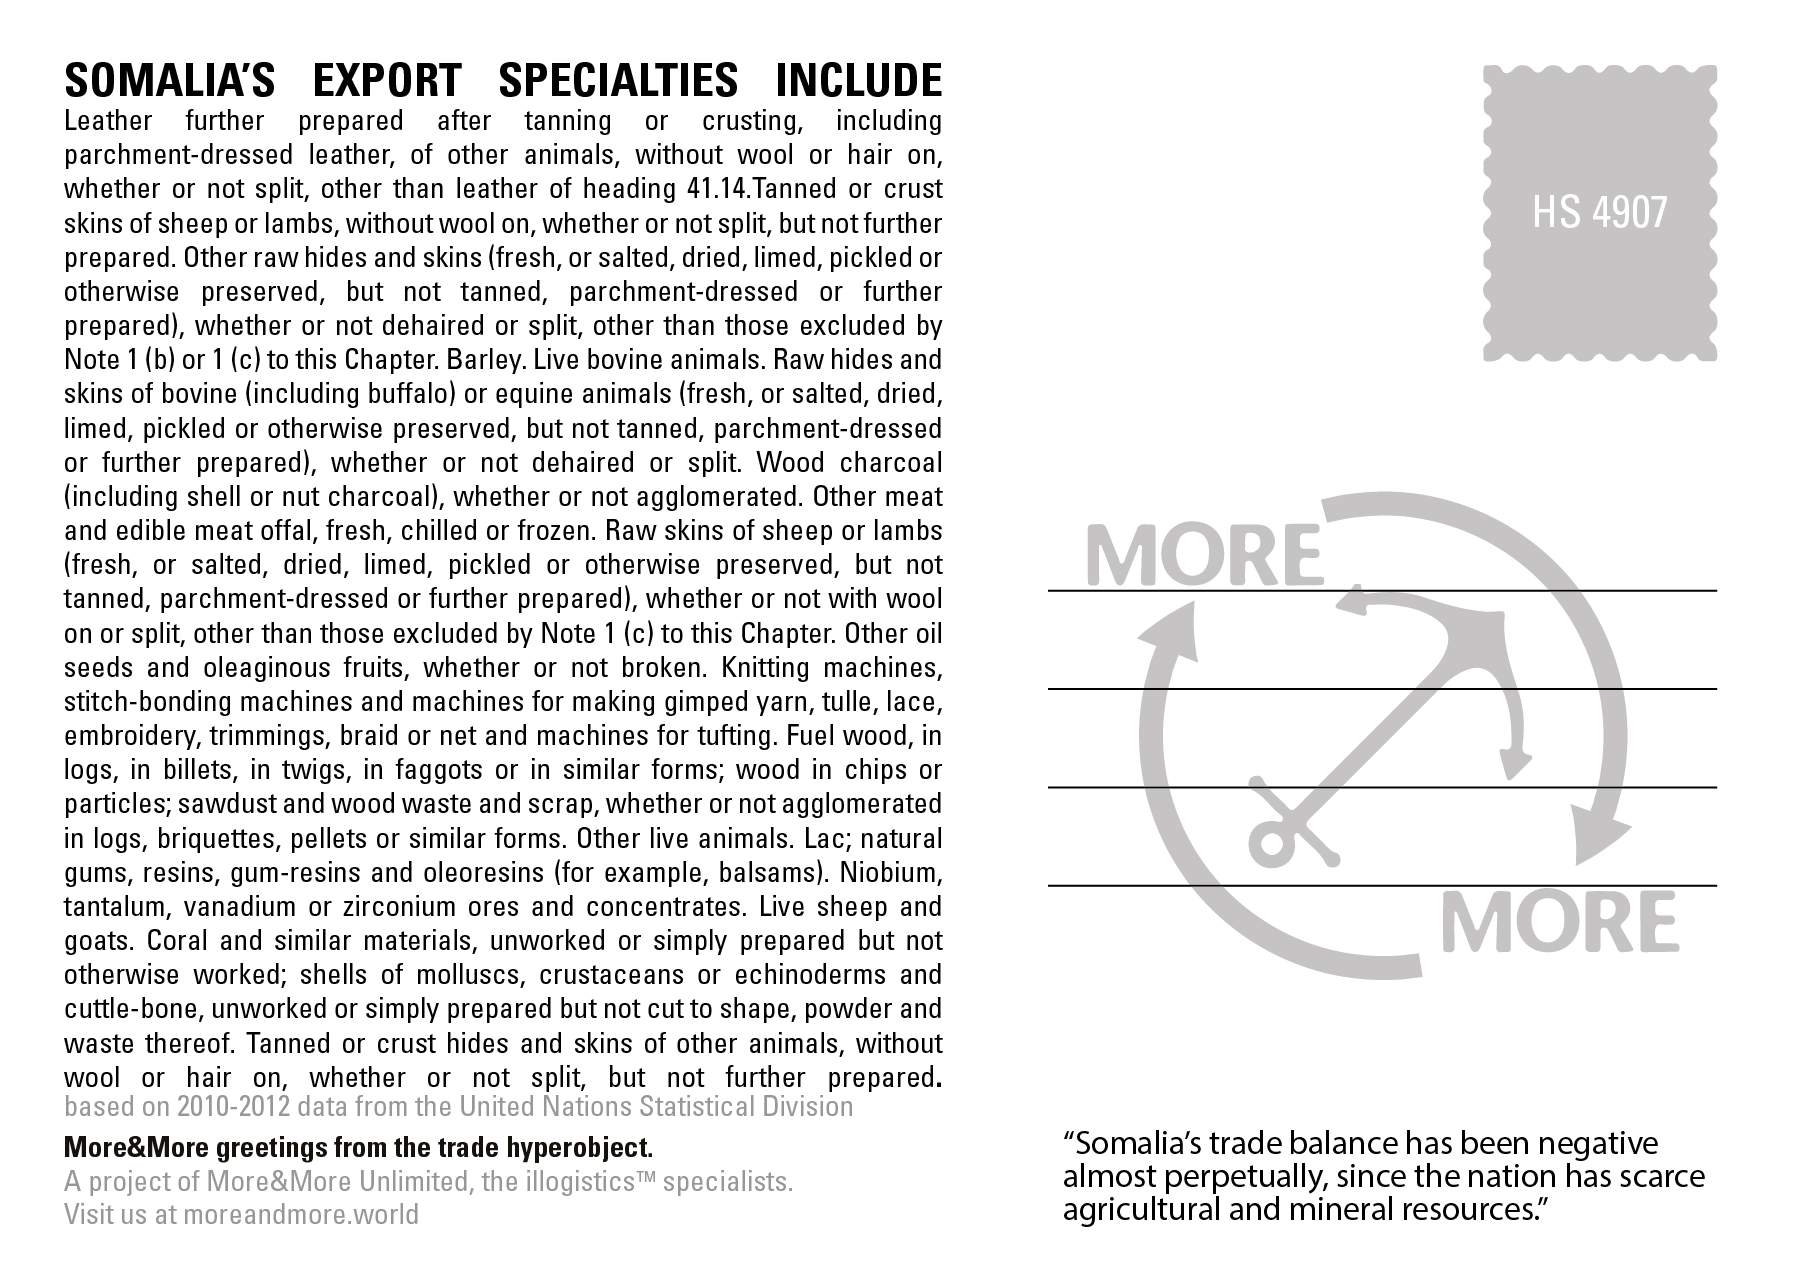 SOMALIA’S EXPORT SPECIALTIES INCLUDE
Leather further prepared after tanning or crusting, including
parchment-dressed leather, of other animals, without wool or hair on,
whether or not split, other than leather of heading 41.14.Tanned or crust
skins of sheep or lambs, without wool on, whether or not split, but not further
prepared. Other raw hides and skins (fresh, or salted, dried, limed, pickled or
otherwise preserved, but not tanned, parchment-dressed or further
prepared), whether or not dehaired or split, other than those excluded by
Note 1 (b) or 1 (c) to this Chapter. Barley. Live bovine animals. Raw hides and
skins of bovine (including buffalo) or equine animals (fresh, or salted, dried,
limed, pickled or otherwise preserved, but not tanned, parchment-dressed
or further prepared), whether or not dehaired or split. Wood charcoal
(including shell or nut charcoal), whether or not agglomerated. Other meat
and edible meat offal, fresh, chilled or frozen. Raw skins of sheep or lambs
(fresh, or salted, dried, limed, pickled or otherwise preserved, but not
tanned, parchment-dressed or further prepared), whether or not with wool
on or split, other than those excluded by Note 1 (c) to this Chapter. Other oil
seeds and oleaginous fruits, whether or not broken. Knitting machines,
stitch-bonding machines and machines for making gimped yarn, tulle, lace,
embroidery, trimmings, braid or net and machines for tufting. Fuel wood, in
logs, in billets, in twigs, in faggots or in similar forms; wood in chips or
particles; sawdust and wood waste and scrap, whether or not agglomerated
in logs, briquettes, pellets or similar forms. Other live animals. Lac; natural
gums, resins, gum-resins and oleoresins (for example, balsams). Niobium,
tantalum, vanadium or zirconium ores and concentrates. Live sheep and
goats. Coral and similar materials, unworked or simply prepared but not
otherwise worked; shells of molluscs, crustaceans or echinoderms and
cuttle-bone, unworked or simply prepared but not cut to shape, powder and
waste thereof. Tanned or crust hides and skins of other animals, without
wool or hair on, whether or not split, but not further prepared.
based on 2010-2012 data from the United Nations Statistical Division
More&More greetings from the trade hyperobject.
A project of More&More Unlimited, the illogistics™ specialists.
Visit us at moreandmore.world
HS 4907
MORE
MORE
“Somalia’s trade balance has been negative
almost perpetually, since the nation has scarce
agricultural and mineral resources.”